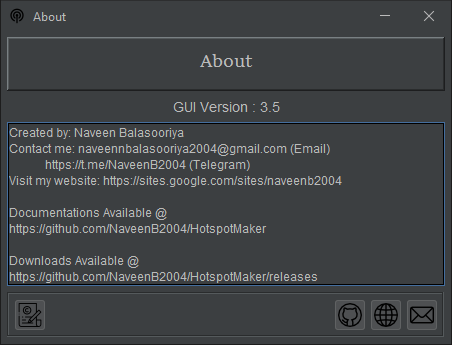 About
About
GUI Version : 3.5
Created by: Naveen Balasooriya
Contact me: naveennbalasooriya2004@gmail.com (Email)
https://t.me/NaveenB2004 (Telegram)
Visit my website: https://sites.google.com/sites/naveenb2004
Documentations Available @
https://github.com/NaveenB2004/HotspotMaker
Downloads Available @
https://github.com/NaveenB2004/HotspotMaker/releases